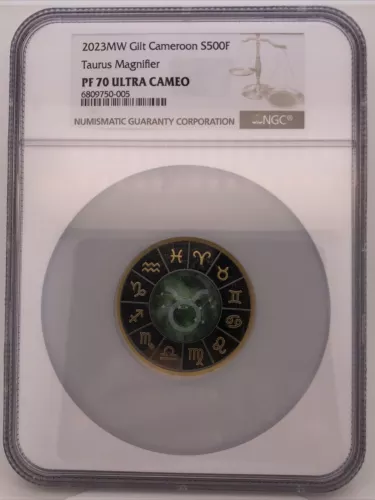 2023MW Gilt Cameroon S500F
Taurus Magnifier
PF 70 ULTRA CAMEO
6809750-005
NUMISMATIC GUARANTY CORPORATION
NGC®